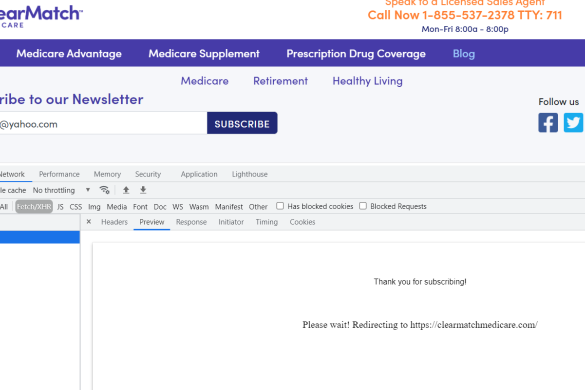 Speak to a Licensed Sales Agent
earMatch™
Call Now 1-855-537-2378 TTY: 711
CARE
Mon-Fri 8:00a - 8:00p
Medicare Advantage Medicare Supplement Prescription Drug Coverage Blog
Medicare Retirement Healthy Living
ribe to our Newsletter
Follow us
@yahoo.com SUBSCRIBE
Network Performance Memory Security Application Lighthouse
le cache No throttling
All Fetch/XHR JS CSS Img Media Font Doc WS Wasm Manifest Other Has blocked cookies Blocked Requests
× Headers Preview Response Initiator Timing Cookies
Thank you for subscribing!
Please wait! Redirecting to https://clearmatchmedicare.com/